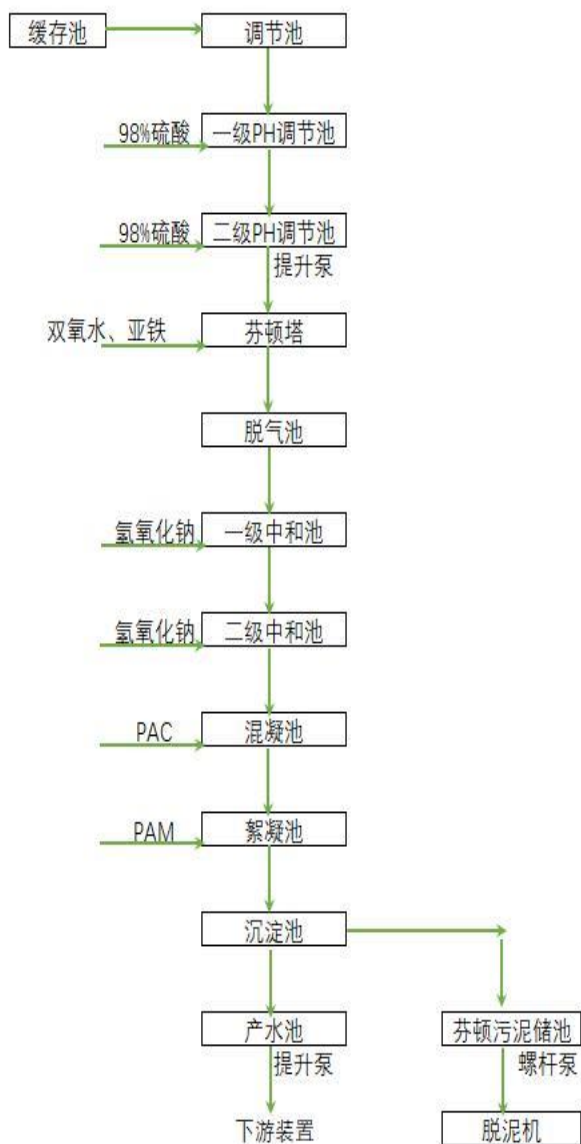 缓存池
调节池
98%硫酸
一级PH调节池
98%硫酸
二级PH调节池
提升泵
双氧水、亚铁
芬顿塔
脱气池
氢氧化钠
一级中和池
氢氧化钠
二级中和池
PAC
混凝池
PAM
絮凝池
沉淀池
产水池
芬顿污泥储池
提升泵
螺杆泵
下游装置
脱泥机